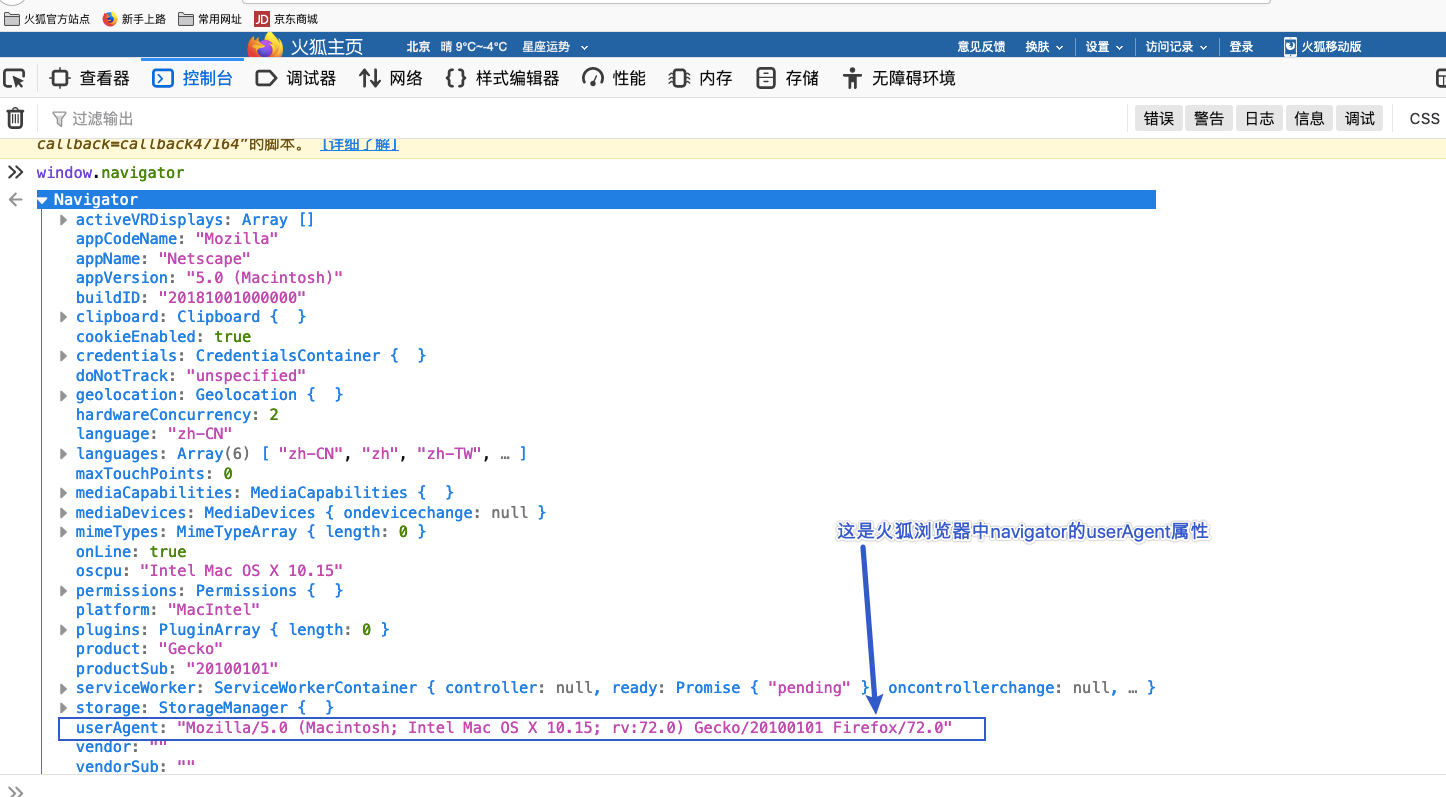 火狐官方站点 新手上路 常用网址 JD 京东商城
火狐主页 北京 晴 9°C~-4°C 星座运势 意见反馈 换肤 设置 访问记录 登录 火狐移动版
查看器 控制台 调试器 网络 样式编辑器 性能 内存 存储 无障碍环境
过滤输出 错误 警告 日志 信息 调试 CSS
callback=callback47164”的脚本。 [详细了解]
window.navigator
Navigator
activeVRDisplays: Array []
appCodeName: "Mozilla"
appName: "Netscape"
appVersion: "5.0 (Macintosh)"
buildID: "20181001000000"
clipboard: Clipboard { }
cookieEnabled: true
credentials: CredentialsContainer { }
doNotTrack: "unspecified"
geolocation: Geolocation { }
hardwareConcurrency: 2
language: "zh-CN"
languages: Array(6) [ "zh-CN", "zh", "zh-TW", … ]
maxTouchPoints: 0
mediaCapabilities: MediaCapabilities { }
mediaDevices: MediaDevices { ondevicechange: null }
mimeTypes: MimeTypeArray { length: 0 }
这是火狐浏览器中navigator的userAgent属性
onLine: true
oscpu: "Intel Mac OS X 10.15"
permissions: Permissions { }
platform: "MacIntel"
plugins: PluginArray { length: 0 }
product: "Gecko"
productSub: "20100101"
serviceWorker: ServiceWorkerContainer { controller: null, ready: Promise { "pending" } oncontrollerchange: null, … }
storage: StorageManager { }
userAgent: "Mozilla/5.0 (Macintosh; Intel Mac OS X 10.15; rv:72.0) Gecko/20100101 Firefox/72.0"
vendor: ""
vendorSub: ""